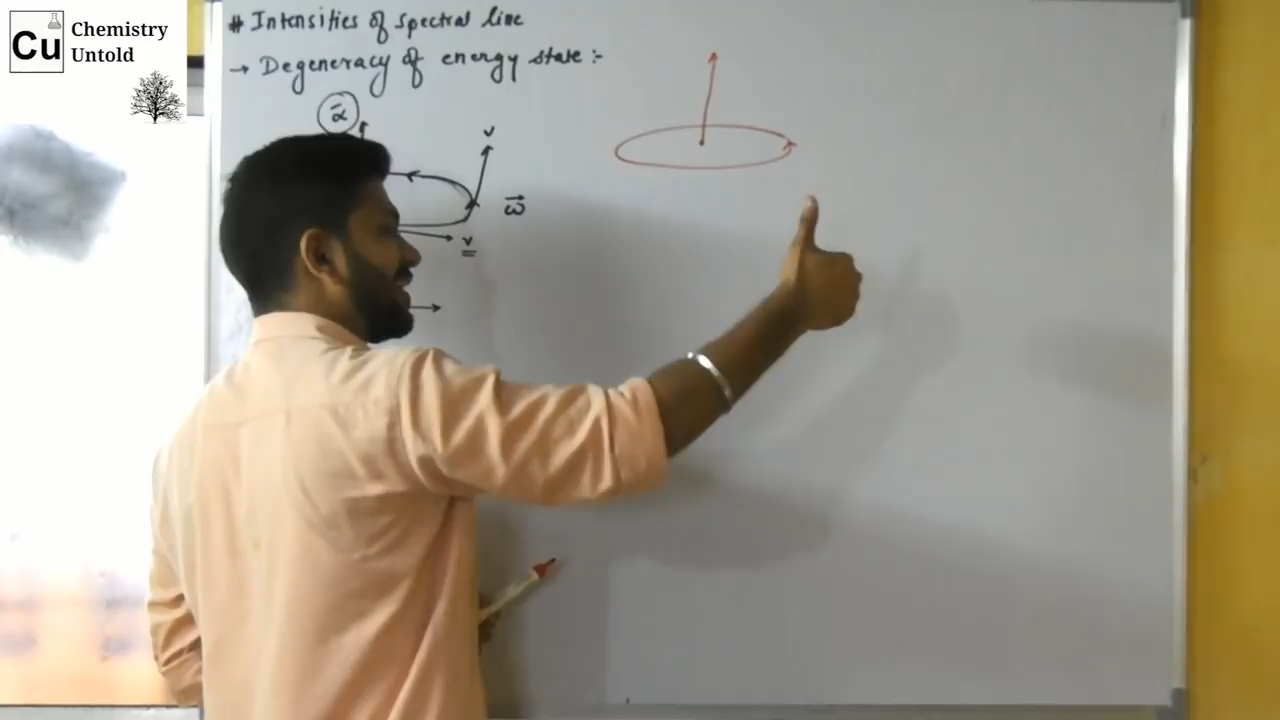 Cu Chemistry
Untold
# Intensities of spectral line
→ Degeneracy of energy state :-
ᾱ
v
ω⃗
v